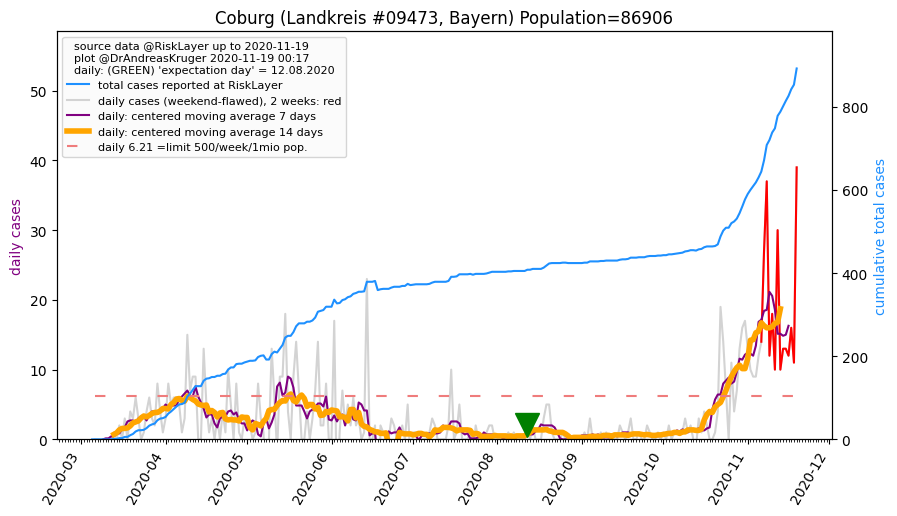 Coburg (Landkreis #09473, Bayern) Population=86906
source data @RiskLayer up to 2020-11-19
plot @DrAndreasKruger 2020-11-19 00:17
daily: (GREEN) 'expectation day' = 12.08.2020
total cases reported at RiskLayer
daily cases (weekend-flawed), 2 weeks: red
daily: centered moving average 7 days
daily: centered moving average 14 days
daily 6.21 =limit 500/week/1mio pop.
daily cases
50
40
30
20
10
0
cumulative total cases
800
600
400
200
0
2020-03
2020-04
2020-05
2020-06
2020-07
2020-08
2020-09
2020-10
2020-11
2020-12